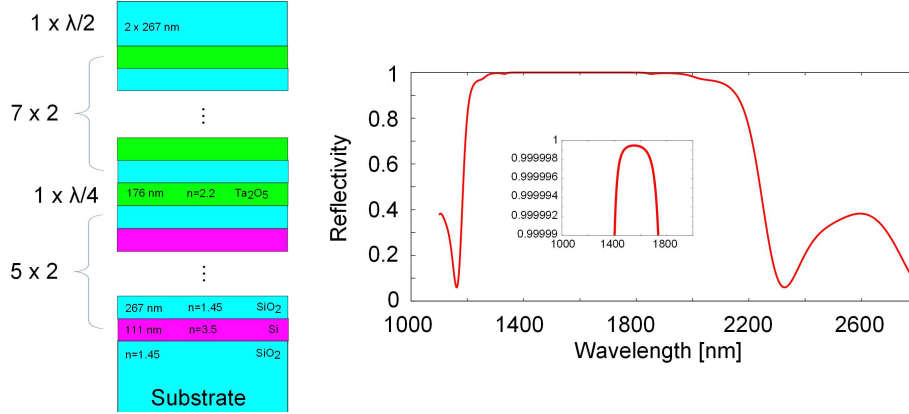 1 x λ/2
2 x 267 nm
7 x 2
⋮
1 x λ/4
176 nm n=2.2 Ta₂O₅
5 x 2
⋮
267 nm n=1.45 SiO₂
111 nm n=3.5 Si
n=1.45 SiO₂
Substrate
Reflectivity
1
0.8
0.6
0.4
0.2
0
1000 1400 1800 2200 2600
Wavelength [nm]
1
0.999998
0.999996
0.999994
0.999992
0.99999
1000 1400 1800